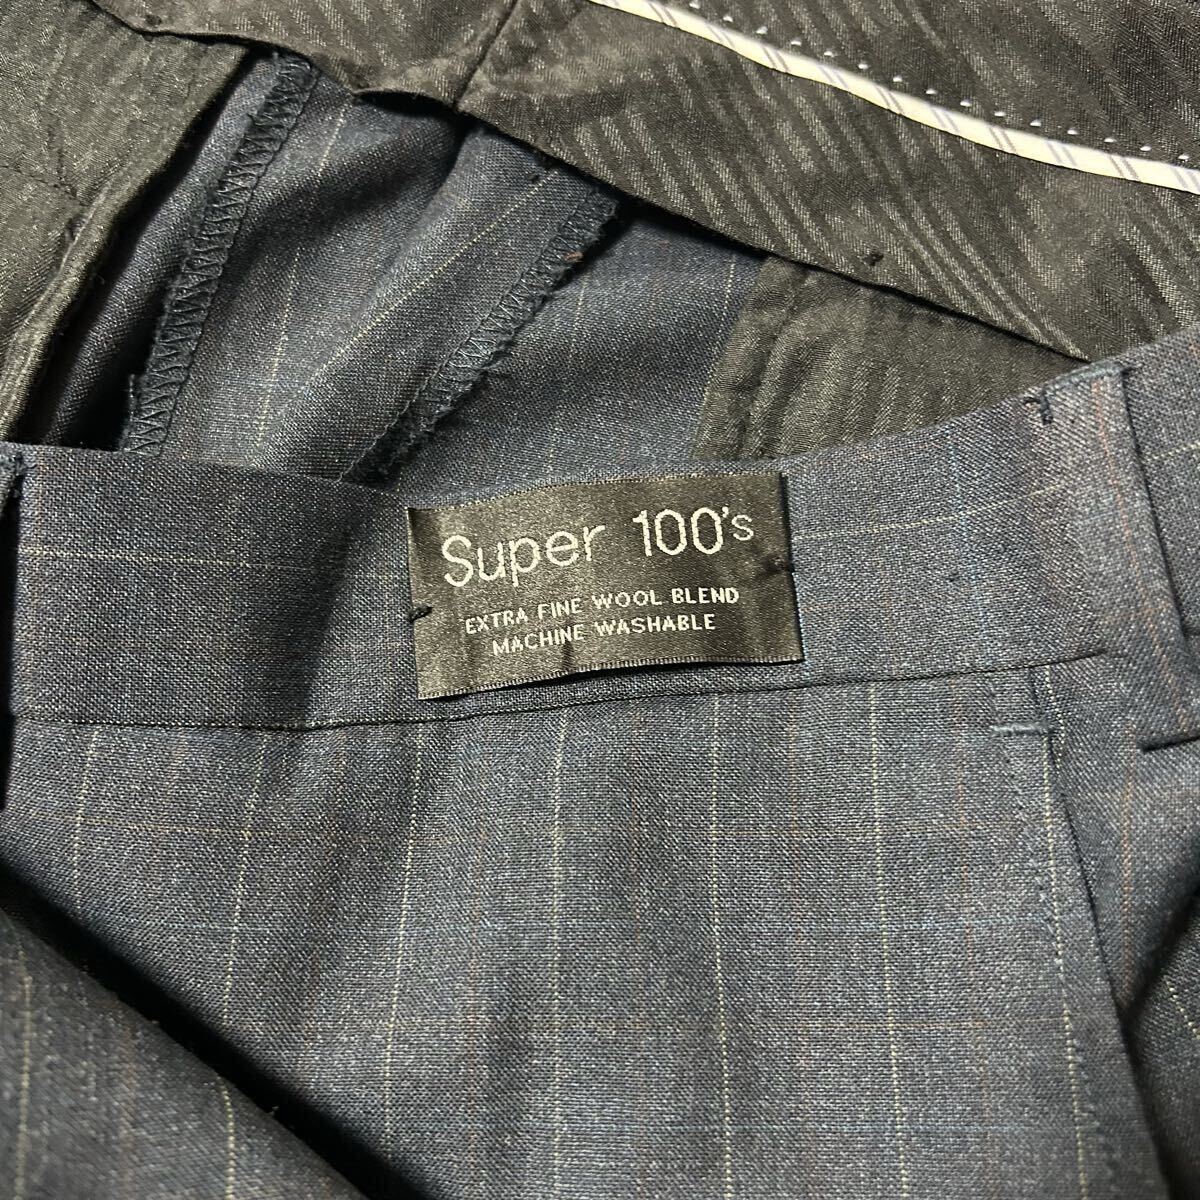 Super 100's
EXTRA FINE WOOL BLEND
MACHINE WASHABLE